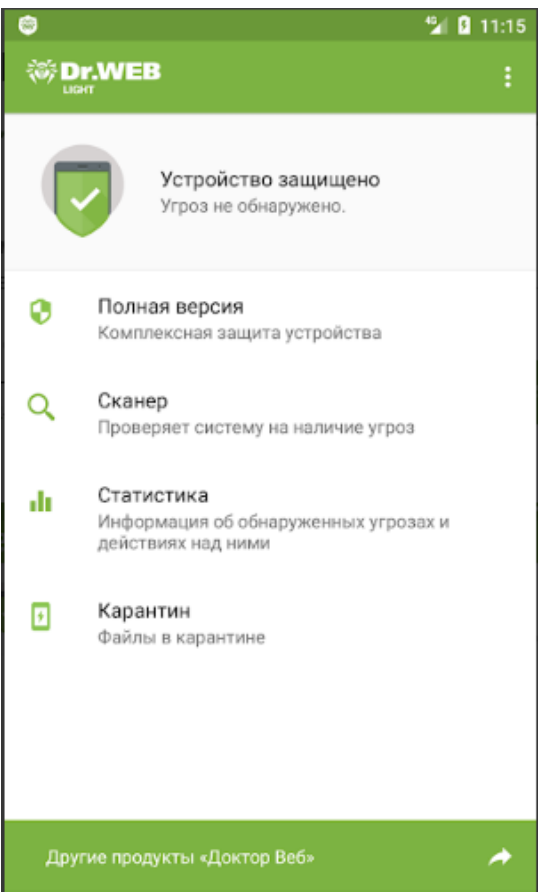 4G 11:15
Dr.WEB
LIGHT
Устройство защищено
Угроз не обнаружено.
Полная версия
Комплексная защита устройства
Сканер
Проверяет систему на наличие угроз
Статистика
Информация об обнаруженных угрозах и
действиях над ними
Карантин
Файлы в карантине
Другие продукты «Доктор Веб»